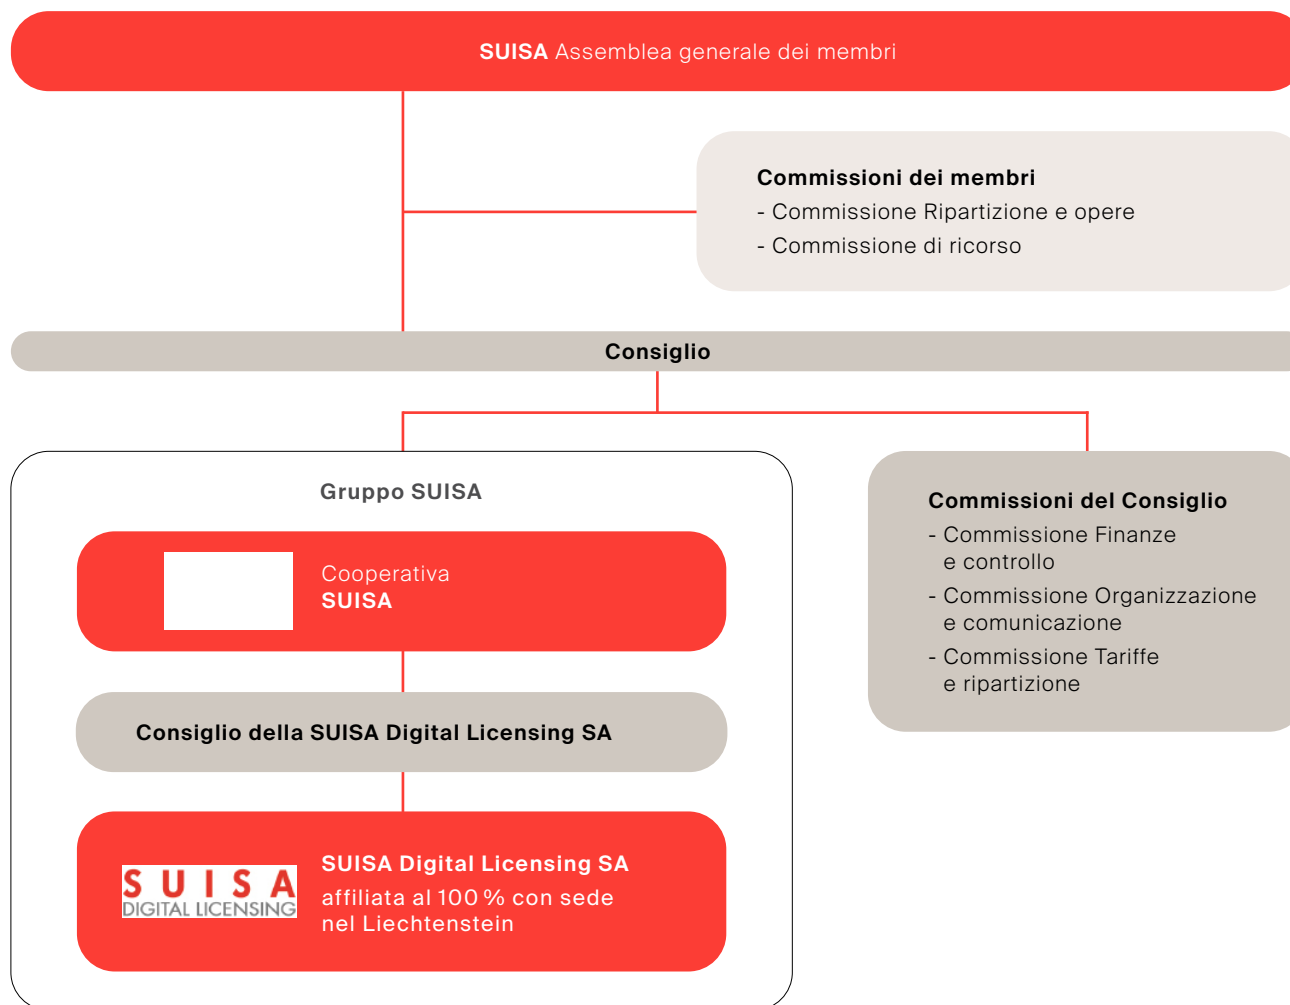 SUISA Assemblea generale dei membri
Commissioni dei membri
- Commissione Ripartizione e opere
- Commissione di ricorso
Consiglio
Gruppo SUISA
Cooperativa
SUISA
Consiglio della SUISA Digital Licensing SA
SUISA
DIGITAL LICENSING
SUISA Digital Licensing SA
affiliata al 100 % con sede
nel Liechtenstein
Commissioni del Consiglio
- Commissione Finanze
e controllo
- Commissione Organizzazione
e comunicazione
- Commissione Tariffe
e ripartizione